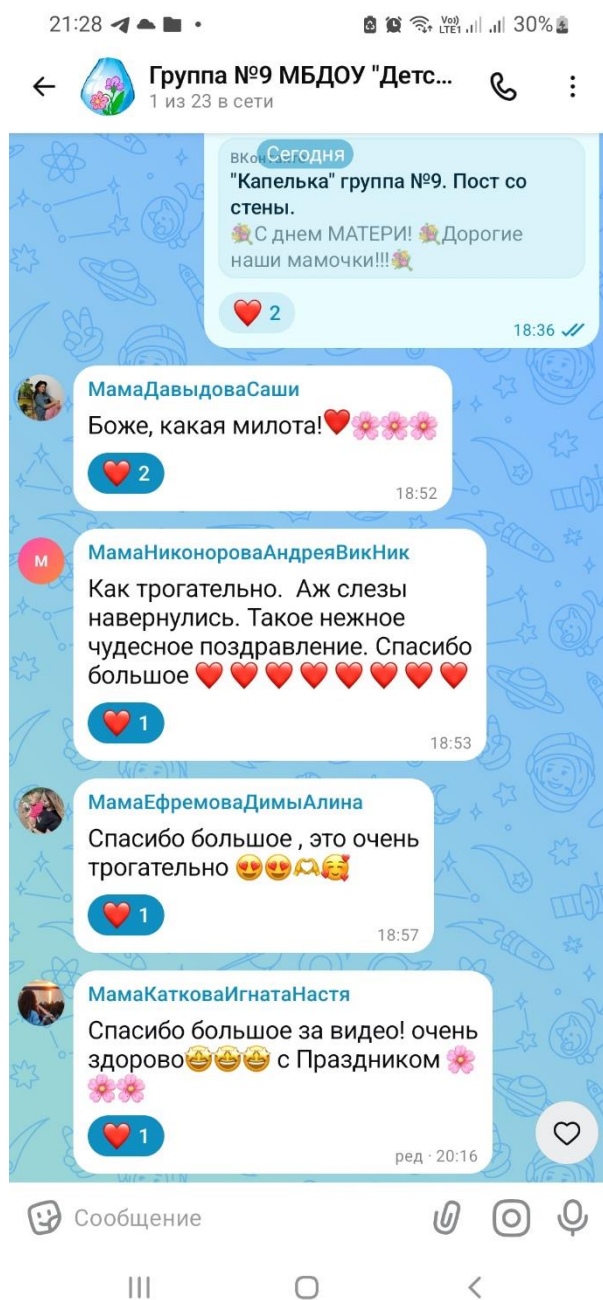 21:28
VoLTE1 30%
Группа №9 МБДОУ "Детс...
1 из 23 в сети
Сегодня
"Капелька" группа №9. Пост со
стены.
С днем МАТЕРИ! Дорогие
наши мамочки!!!
❤️ 2
18:36
МамаДавыдоваСаши
Боже, какая милота!❤️🌸🌸🌸
❤️ 2
18:52
М
МамаНиконороваАндреяВикНик
Как трогательно. Аж слезы
навернулись. Такое нежное
чудесное поздравление. Спасибо
большое ❤️❤️❤️❤️❤️❤️❤️❤️
❤️ 1
18:53
МамаЕфремоваДимыАлина
Спасибо большое , это очень
трогательно 😍😍🫶🥰
❤️ 1
18:57
МамаКатковаИгнатаНастя
Спасибо большое за видео! очень
здорово🤩🤩🤩 с Праздником 🌸
🌸🌸
❤️ 1
ред · 20:16
Сообщение